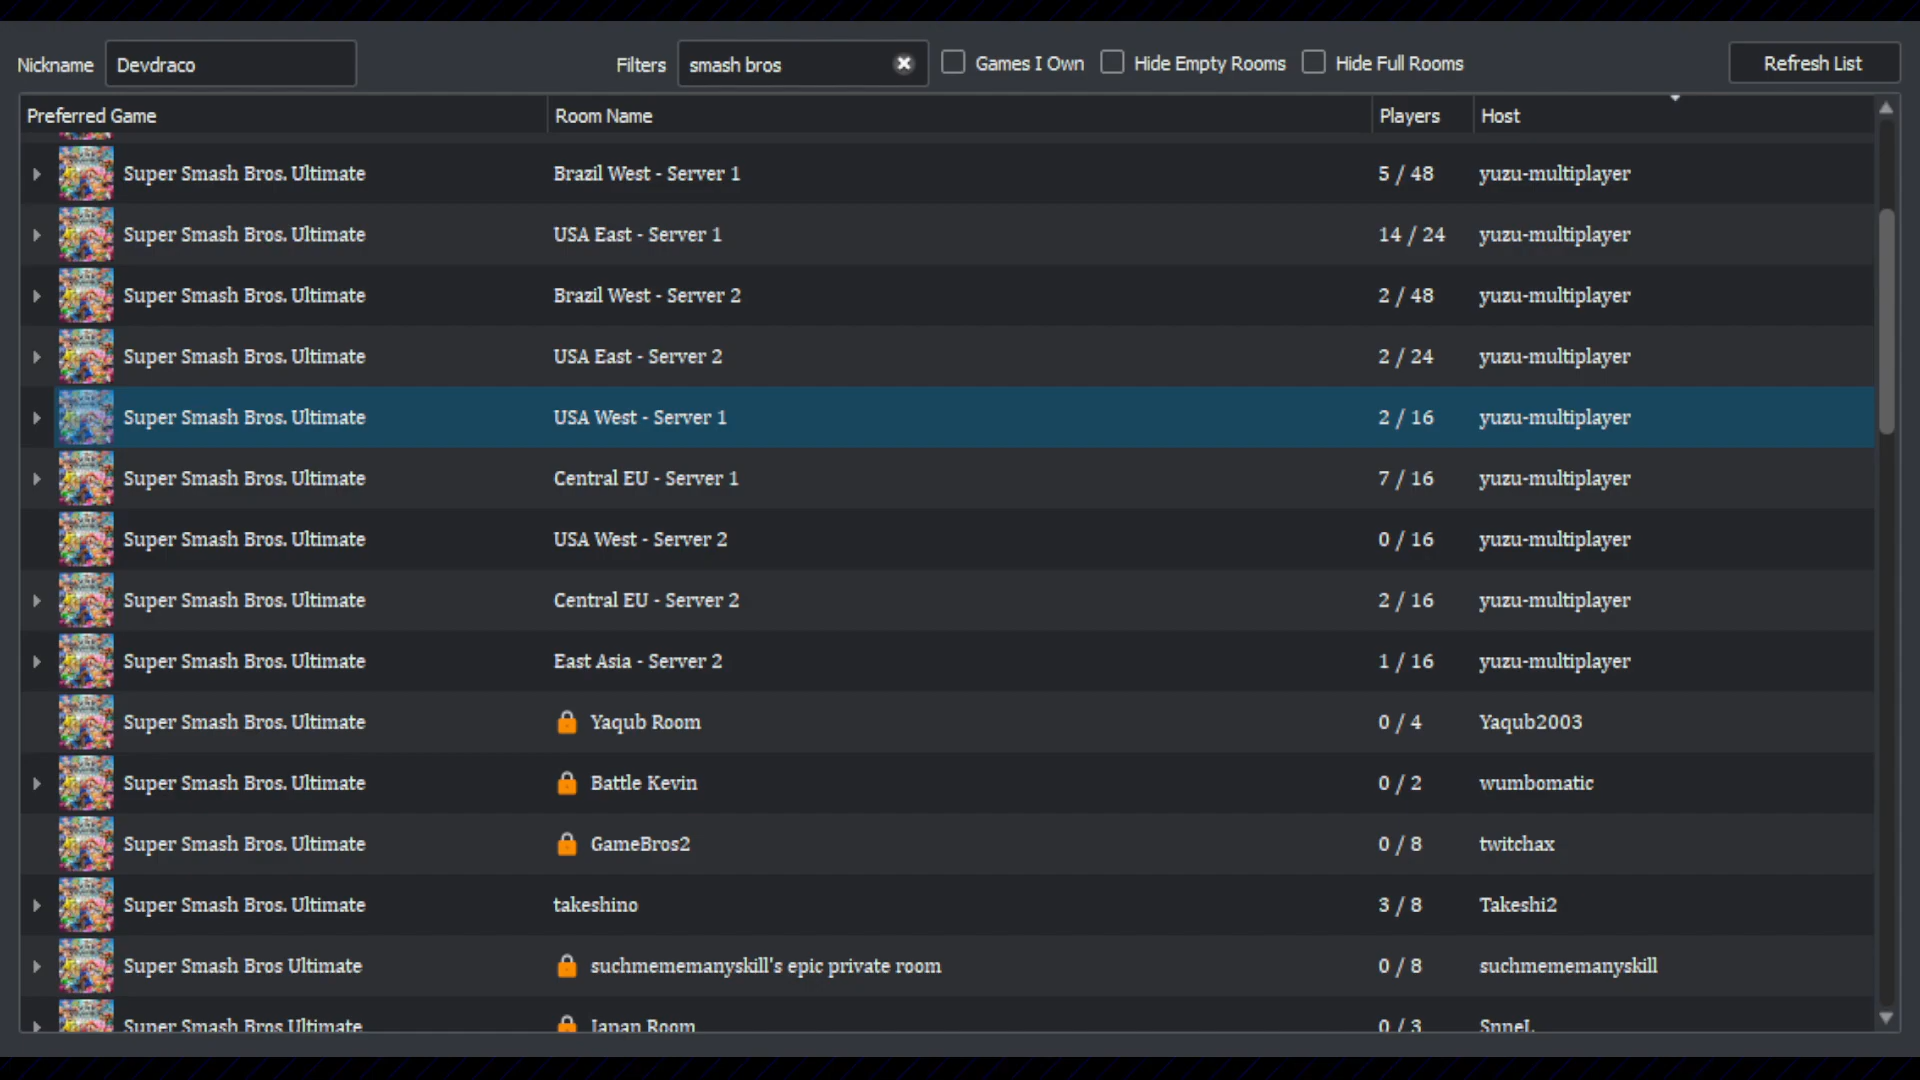 Nickname Devdraco Filters smash bros Games I Own Hide Empty Rooms Hide Full Rooms Refresh List
Preferred Game Room Name Players Host
Super Smash Bros. Ultimate Brazil West - Server 1 5 / 48 yuzu-multiplayer
Super Smash Bros. Ultimate USA East - Server 1 14 / 24 yuzu-multiplayer
Super Smash Bros. Ultimate Brazil West - Server 2 2 / 48 yuzu-multiplayer
Super Smash Bros. Ultimate USA East - Server 2 2 / 24 yuzu-multiplayer
Super Smash Bros. Ultimate USA West - Server 1 2 / 16 yuzu-multiplayer
Super Smash Bros. Ultimate Central EU - Server 1 7 / 16 yuzu-multiplayer
Super Smash Bros. Ultimate USA West - Server 2 0 / 16 yuzu-multiplayer
Super Smash Bros. Ultimate Central EU - Server 2 2 / 16 yuzu-multiplayer
Super Smash Bros. Ultimate East Asia - Server 2 1 / 16 yuzu-multiplayer
Super Smash Bros. Ultimate Yaqub Room 0 / 4 Yaqub2003
Super Smash Bros. Ultimate Battle Kevin 0 / 2 wumbomatic
Super Smash Bros. Ultimate GameBros2 0 / 8 twitchax
Super Smash Bros. Ultimate takeshino 3 / 8 Takeshi2
Super Smash Bros Ultimate suchmememanyskill's epic private room 0 / 8 suchmememanyskill
Super Smash Bros Ultimate Japan Room 0 / 3